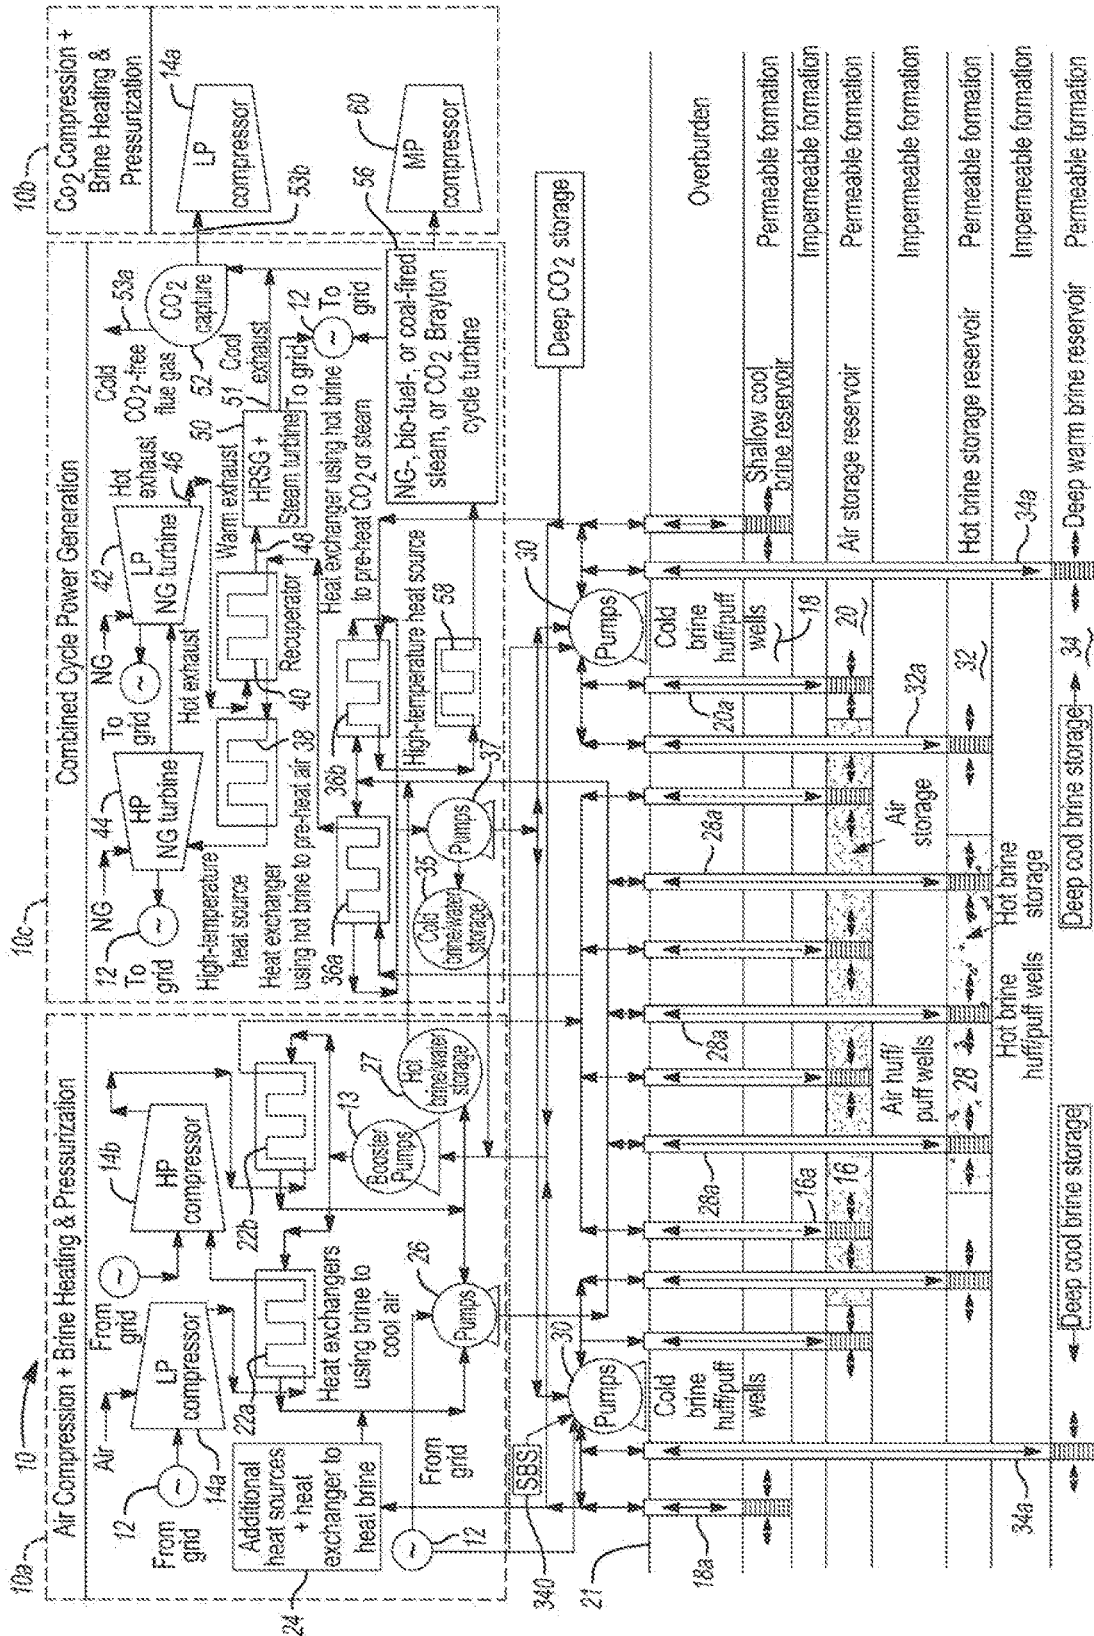 10
10a
Air Compression + Brine Heating & Pressurization
Air
LP
compressor
14a
12
From
grid
From
grid
HP
compressor
14b
22a
22b
Heat exchangers
using brine to
cool air
Additional
heat sources
+ heat
exchanger to
heat brine
24
Booster
Pumps
13
Hot
brine/water
storage
27
Pumps
26
From
grid
12
10c
Combined Cycle Power Generation
NG
44
HP
NG turbine
12
To
grid
NG
42
LP
NG turbine
To
grid
Hot exhaust
Hot
exhaust
46
High-temperature
heat source
38
40
Recuperator
Warm exhaust
48
Heat exchanger
using hot brine to pre-heat air
36a
36b
50
HRSG +
Steam turbine
51
Cool
exhaust
To grid
12
To
grid
Cold
CO2-free
flue gas
52
CO2
capture
53a
53b
Heat exchanger using hot brine
to pre-heat CO2 or steam
High-temperature heat source
58
NG-, bio-fuel-, or coal-fired
steam, or CO2 Brayton
cycle turbine
56
Cold
brine/water
storage
35
Pumps
37
10b
Co2 Compression +
Brine Heating &
Pressurization
LP
compressor
14a
MP
compressor
60
Deep CO2 storage
340
SBS
30
Pumps
Cold
brine
huff/puff
wells
30
Pumps
Cold
brine
huff/puff
wells
21
18a
34a
16a
16
28a
28a
28a
28
Air huff/
puff wells
Hot brine
huff/puff wells
Air
storage
Hot brine
storage
20a
32a
18
20
32
34
34a
Deep cool brine storage
Deep cool brine storage
Overburden
Shallow cool
brine reservoir
Permeable formation
Impermeable formation
Air storage reservoir
Permeable formation
Impermeable formation
Hot brine storage reservoir
Permeable formation
Impermeable formation
Deep warm brine reservoir
Permeable formation